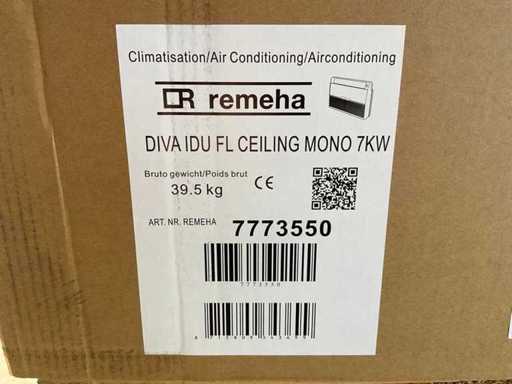 Climatisation/Air Conditioning/Airconditioning
remeha
DIVA IDU FL CEILING MONO 7KW
Bruto gewicht/Poids brut
39.5 kg
CE
ART. NR. REMEHA 7773550
7773550